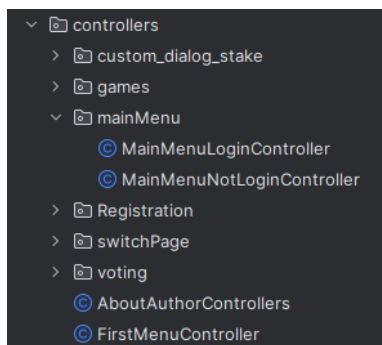 controllers
custom_dialog_stake
games
mainMenu
MainMenuLoginController
MainMenuNotLoginController
Registration
switchPage
voting
AboutAuthorControllers
FirstMenuController